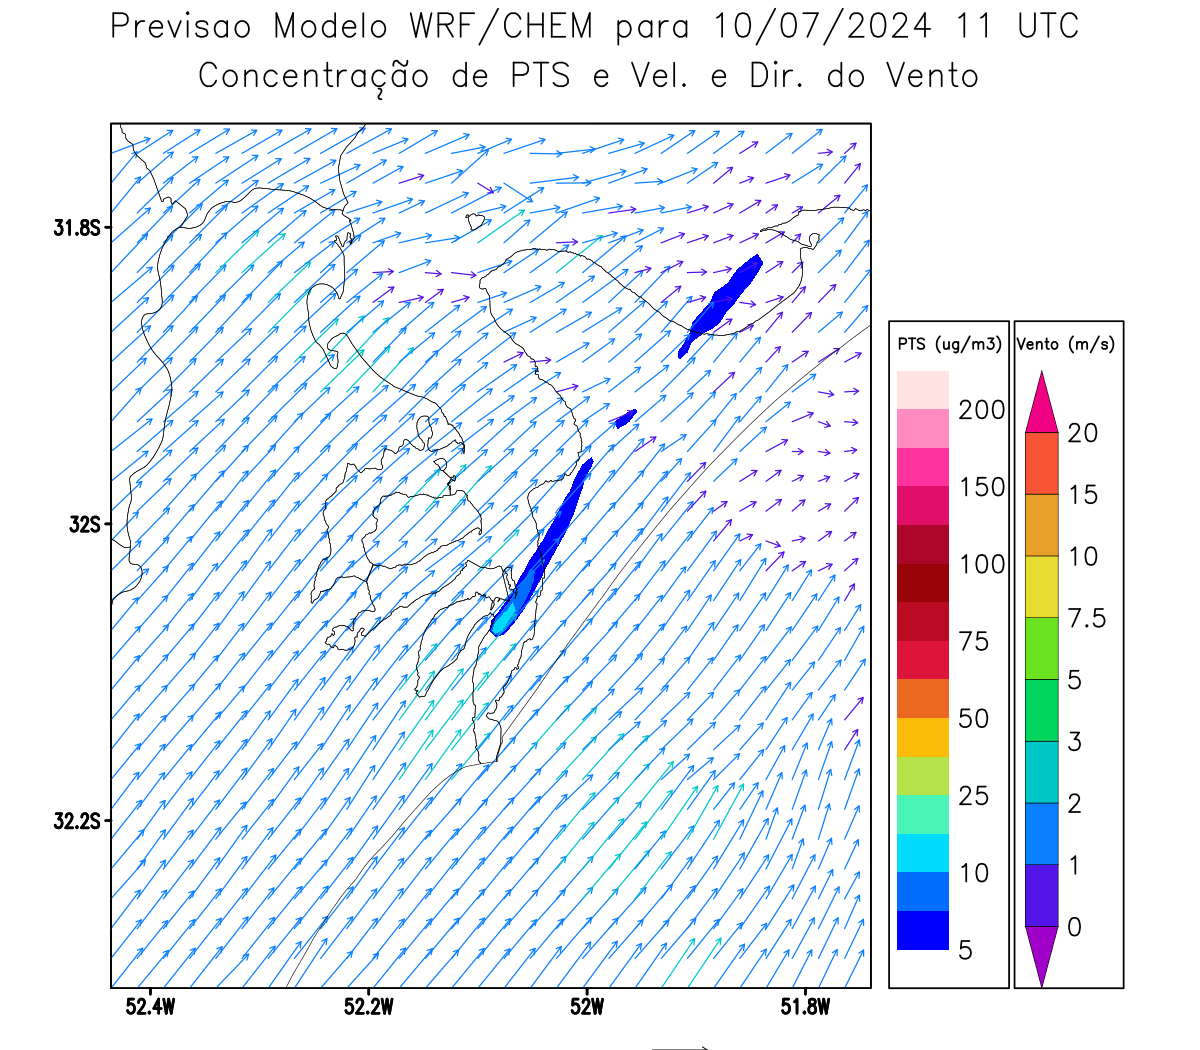 Previsao Modelo WRF/CHEM para 10/07/2024 11 UTC
Concentração de PTS e Vel. e Dir. do Vento
31.8S
32S
32.2S
52.4W 52.2W 52W 51.8W
PTS (ug/m3)
200
150
100
75
50
25
10
5
Vento (m/s)
20
15
10
7.5
5
3
2
1
0